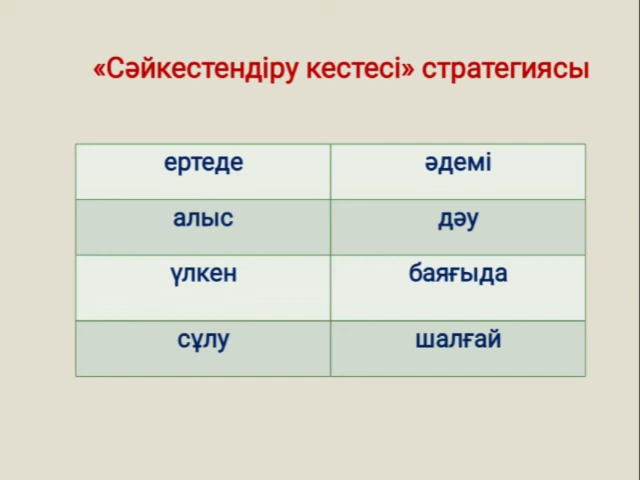 «Сәйкестендіру кестесі» стратегиясы
ертеде әдемі
алыс дәу
үлкен баяғыда
сұлу шалғай